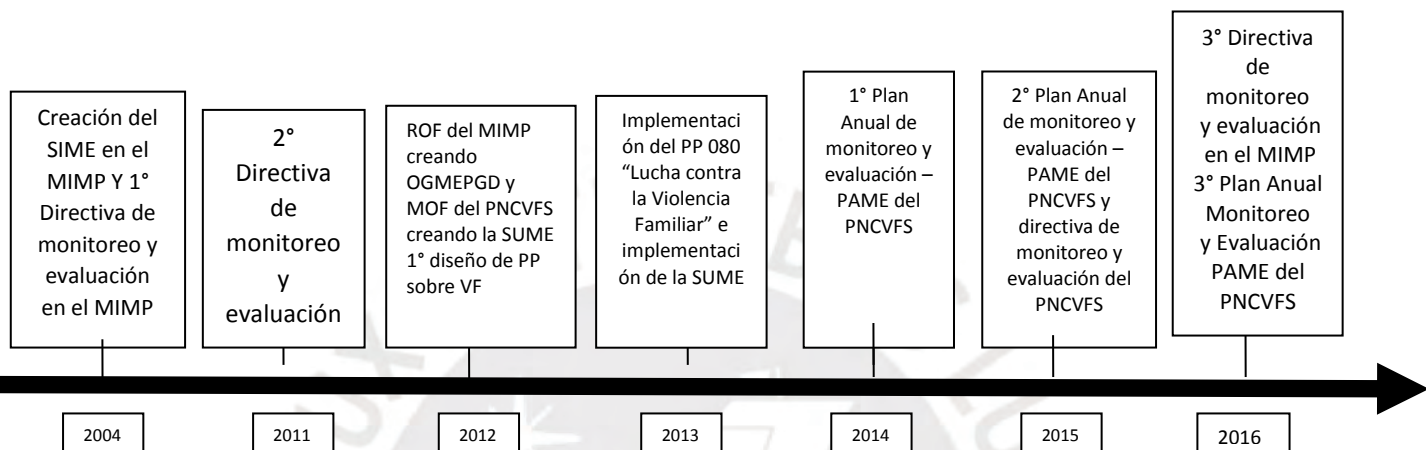 Creación del
SIME en el
MIMP Y 1°
Directiva de
monitoreo y
evaluación
en el MIMP
2°
Directiva
de
monitoreo
y
evaluación
ROF del MIMP
creando
OGMEPGD y
MOF del PNCVFS
creando la SUME
1° diseño de PP
sobre VF
Implementaci
ón del PP 080
“Lucha contra
la Violencia
Familiar” e
implementaci
ón de la SUME
1° Plan
Anual de
monitoreo y
evaluación –
PAME del
PNCVFS
2° Plan Anual
de monitoreo y
evaluación –
PAME del
PNCVFS y
directiva de
monitoreo y
evaluación del
PNCVFS
3° Directiva
de
monitoreo
y evaluación
en el MIMP
3° Plan Anual
Monitoreo
y Evaluación
PAME del
PNCVFS
2004
2011
2012
2013
2014
2015
2016